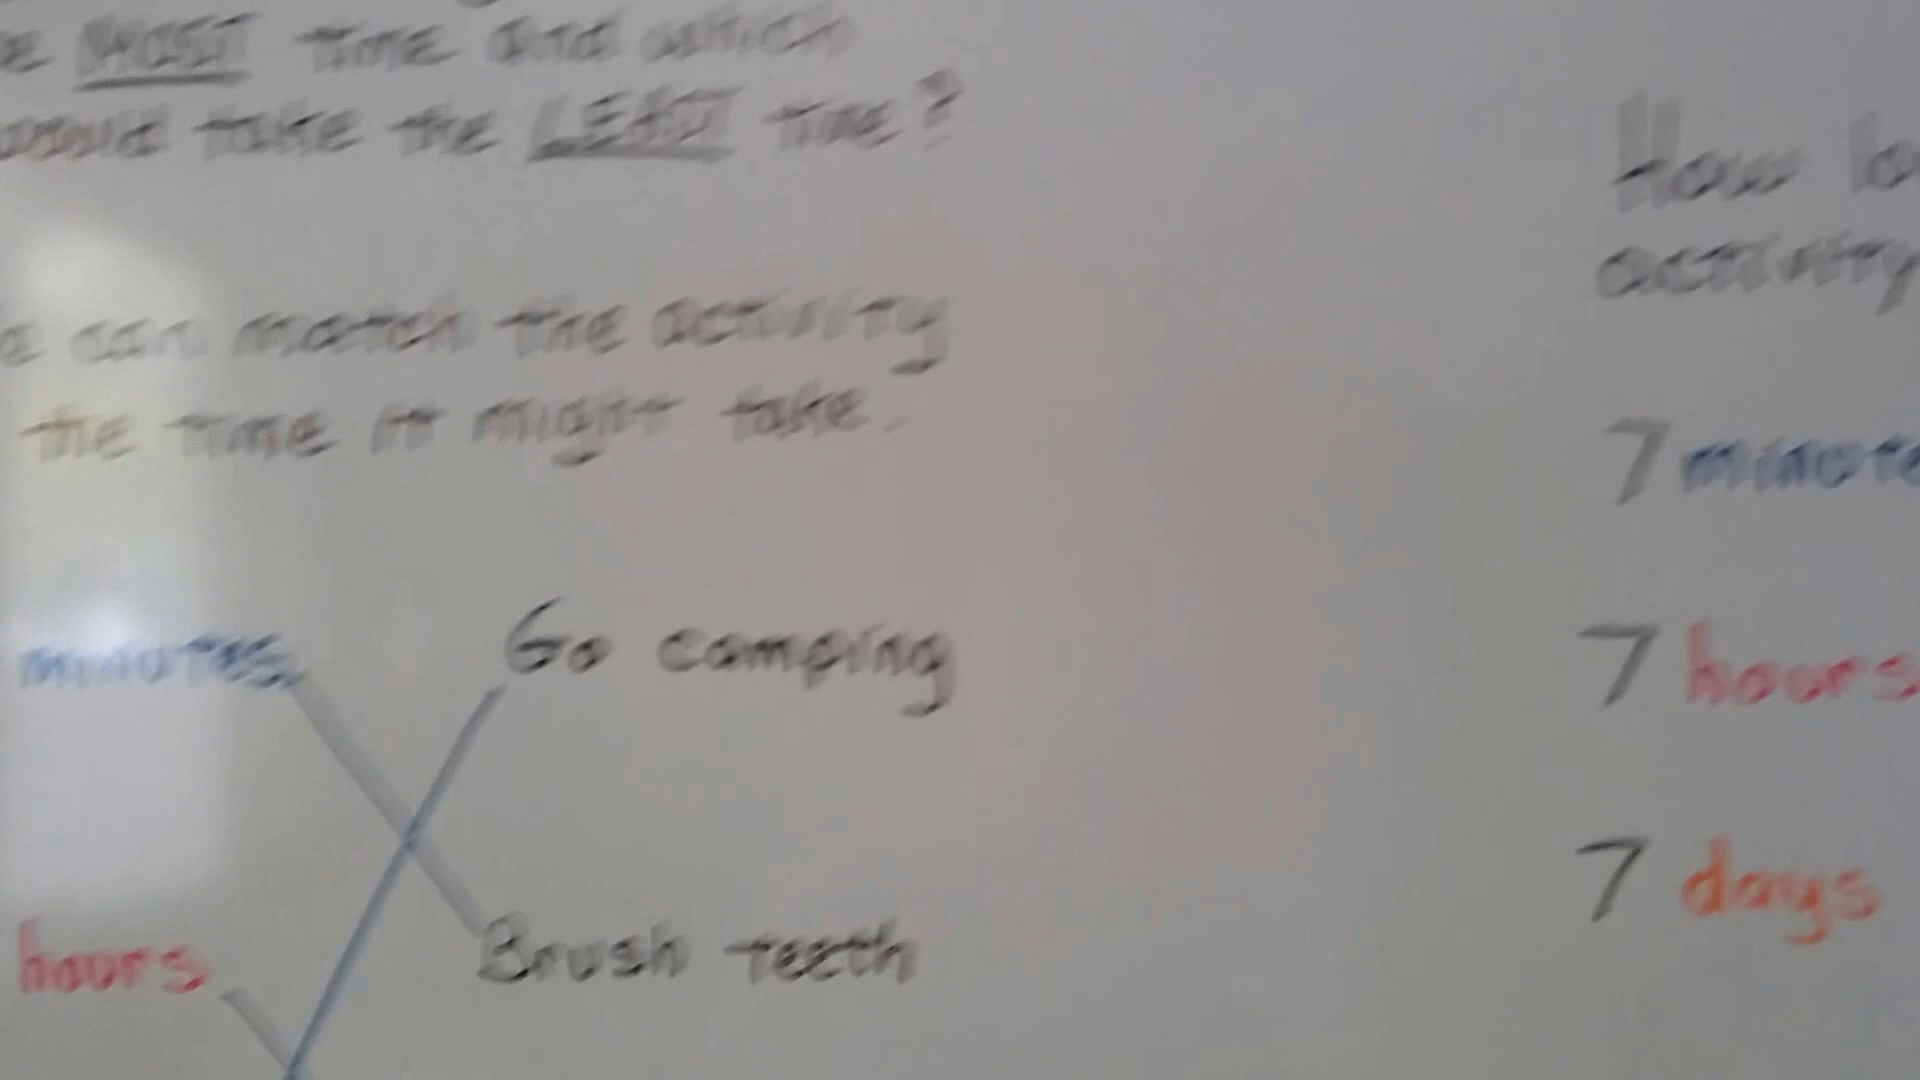 MOST time and which
would take the LEAST time?
can match the activity
the time it might take.
minutes
Go camping
hours
Brush teeth
How lo
activity
7 minute
7 hours
7 days